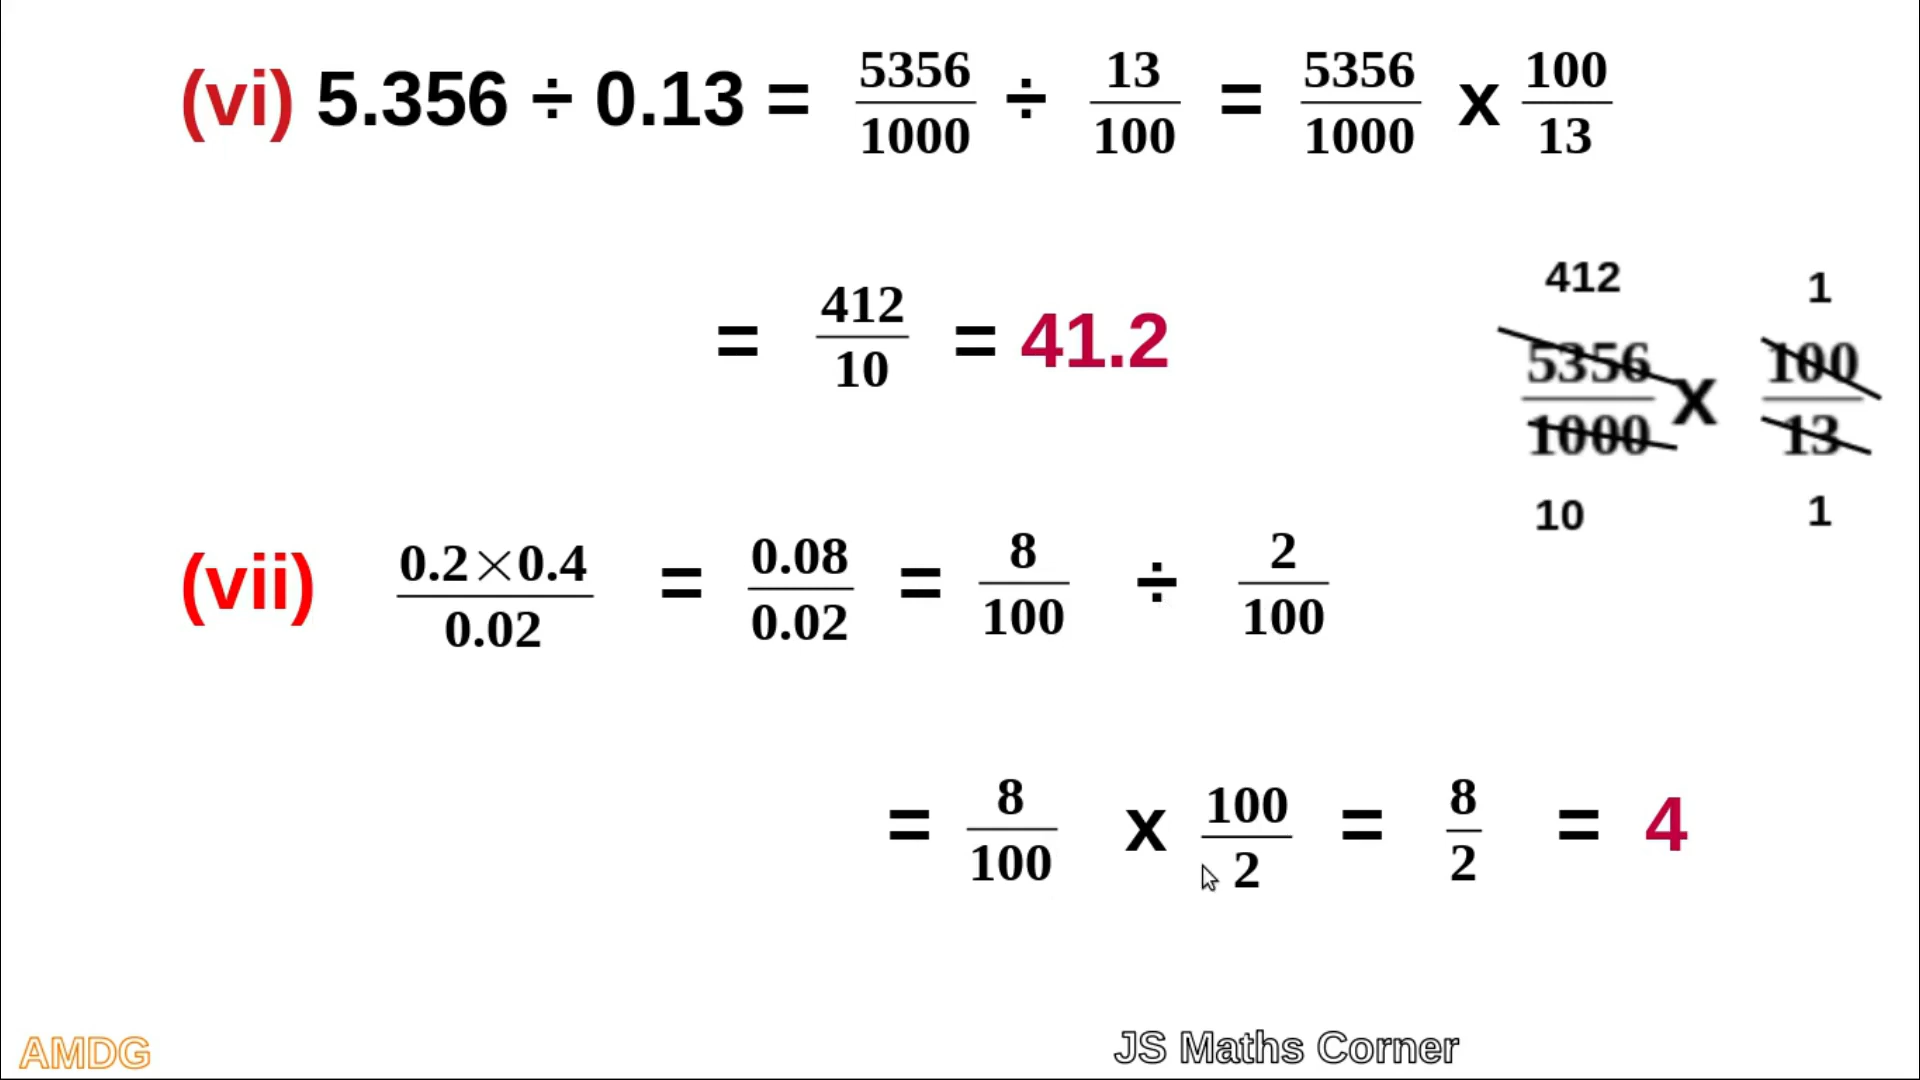 (vi) 5.356 ÷ 0.13 = 5356/1000 ÷ 13/100 = 5356/1000 x 100/13
= 412/10 = 41.2
412 1
5356/1000 x 100/13
10 1
(vii) 0.2×0.4/0.02 = 0.08/0.02 = 8/100 ÷ 2/100
= 8/100 x 100/2 = 8/2 = 4
AMDG
JS Maths Corner